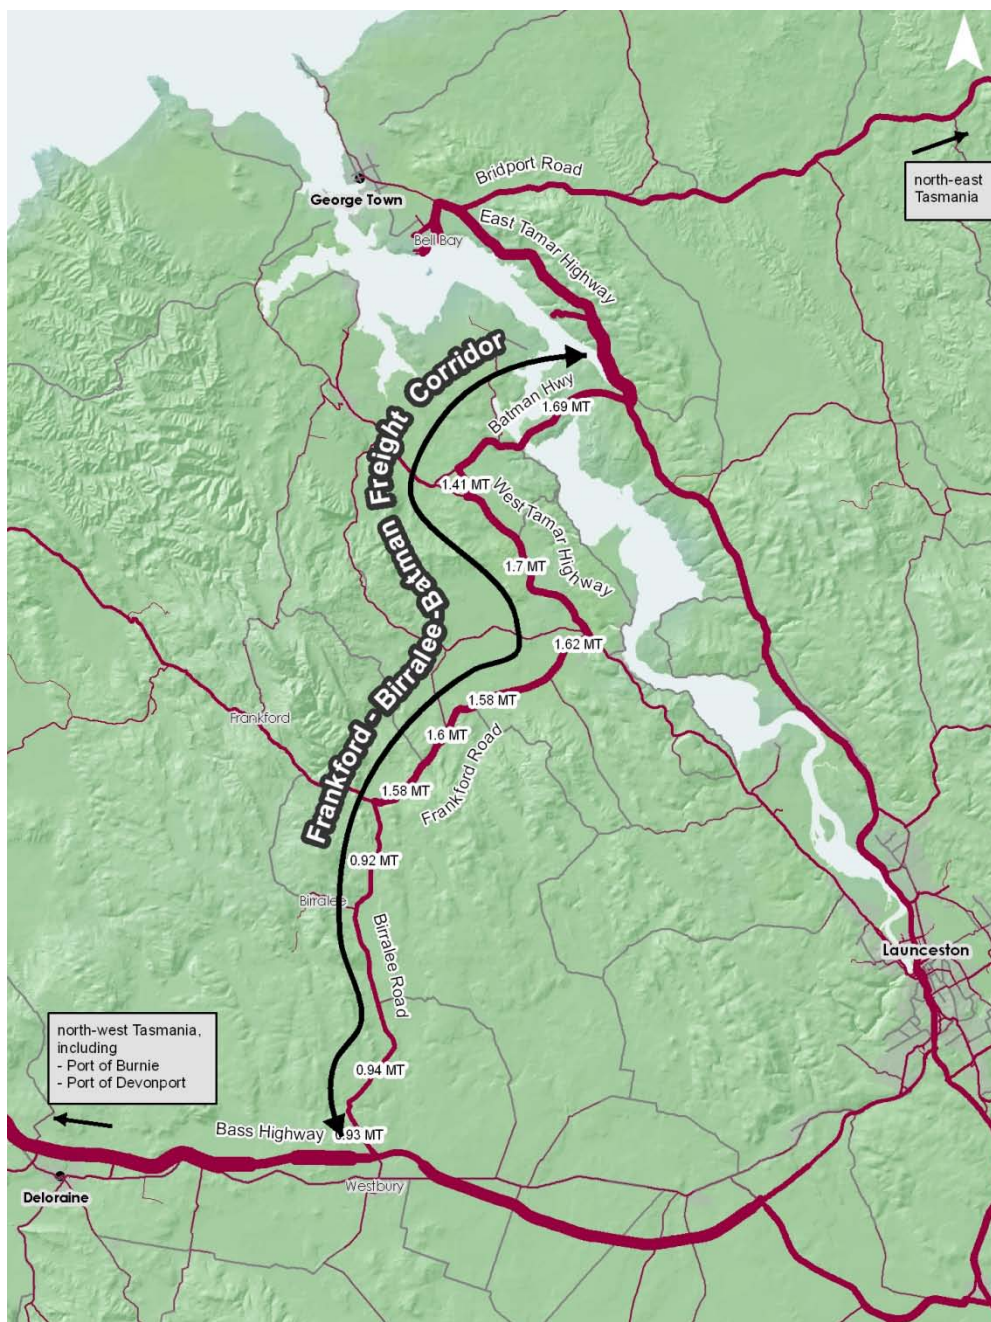 Bridport Road
north-east
Tasmania
George Town
East Tamar Highway
Bell Bay
Frankford - Birralee - Batman Freight Corridor
Batman Hwy
1.69 MT
1.41 MT
West Tamar Highway
1.7 MT
1.62 MT
1.58 MT
Frankford
1.6 MT
Frankford Road
1.58 MT
0.92 MT
Birralee
Birralee Road
Launceston
north-west Tasmania,
including
- Port of Burnie
- Port of Devonport
0.94 MT
Bass Highway
0.93 MT
Westbury
Deloraine